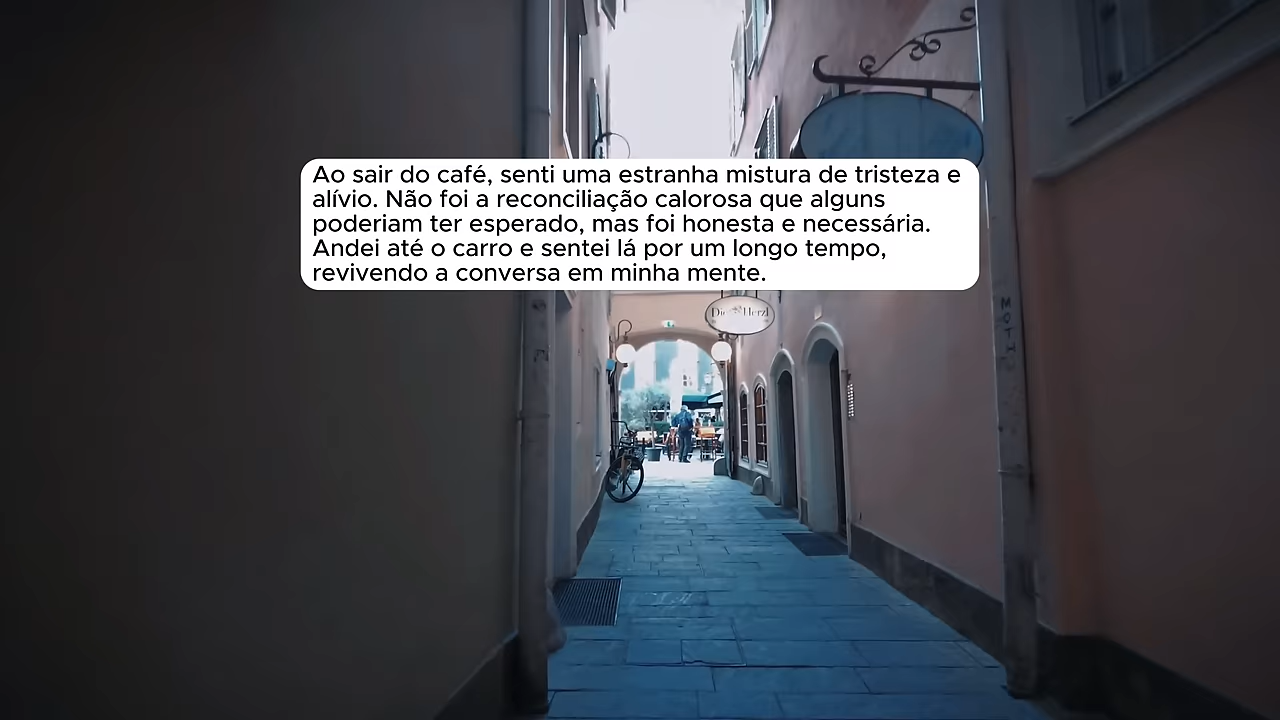 Ao sair do café, senti uma estranha mistura de tristeza e
alívio. Não foi a reconciliação calorosa que alguns
poderiam ter esperado, mas foi honesta e necessária.
Andei até o carro e sentei lá por um longo tempo,
revivendo a conversa em minha mente.
Herzl